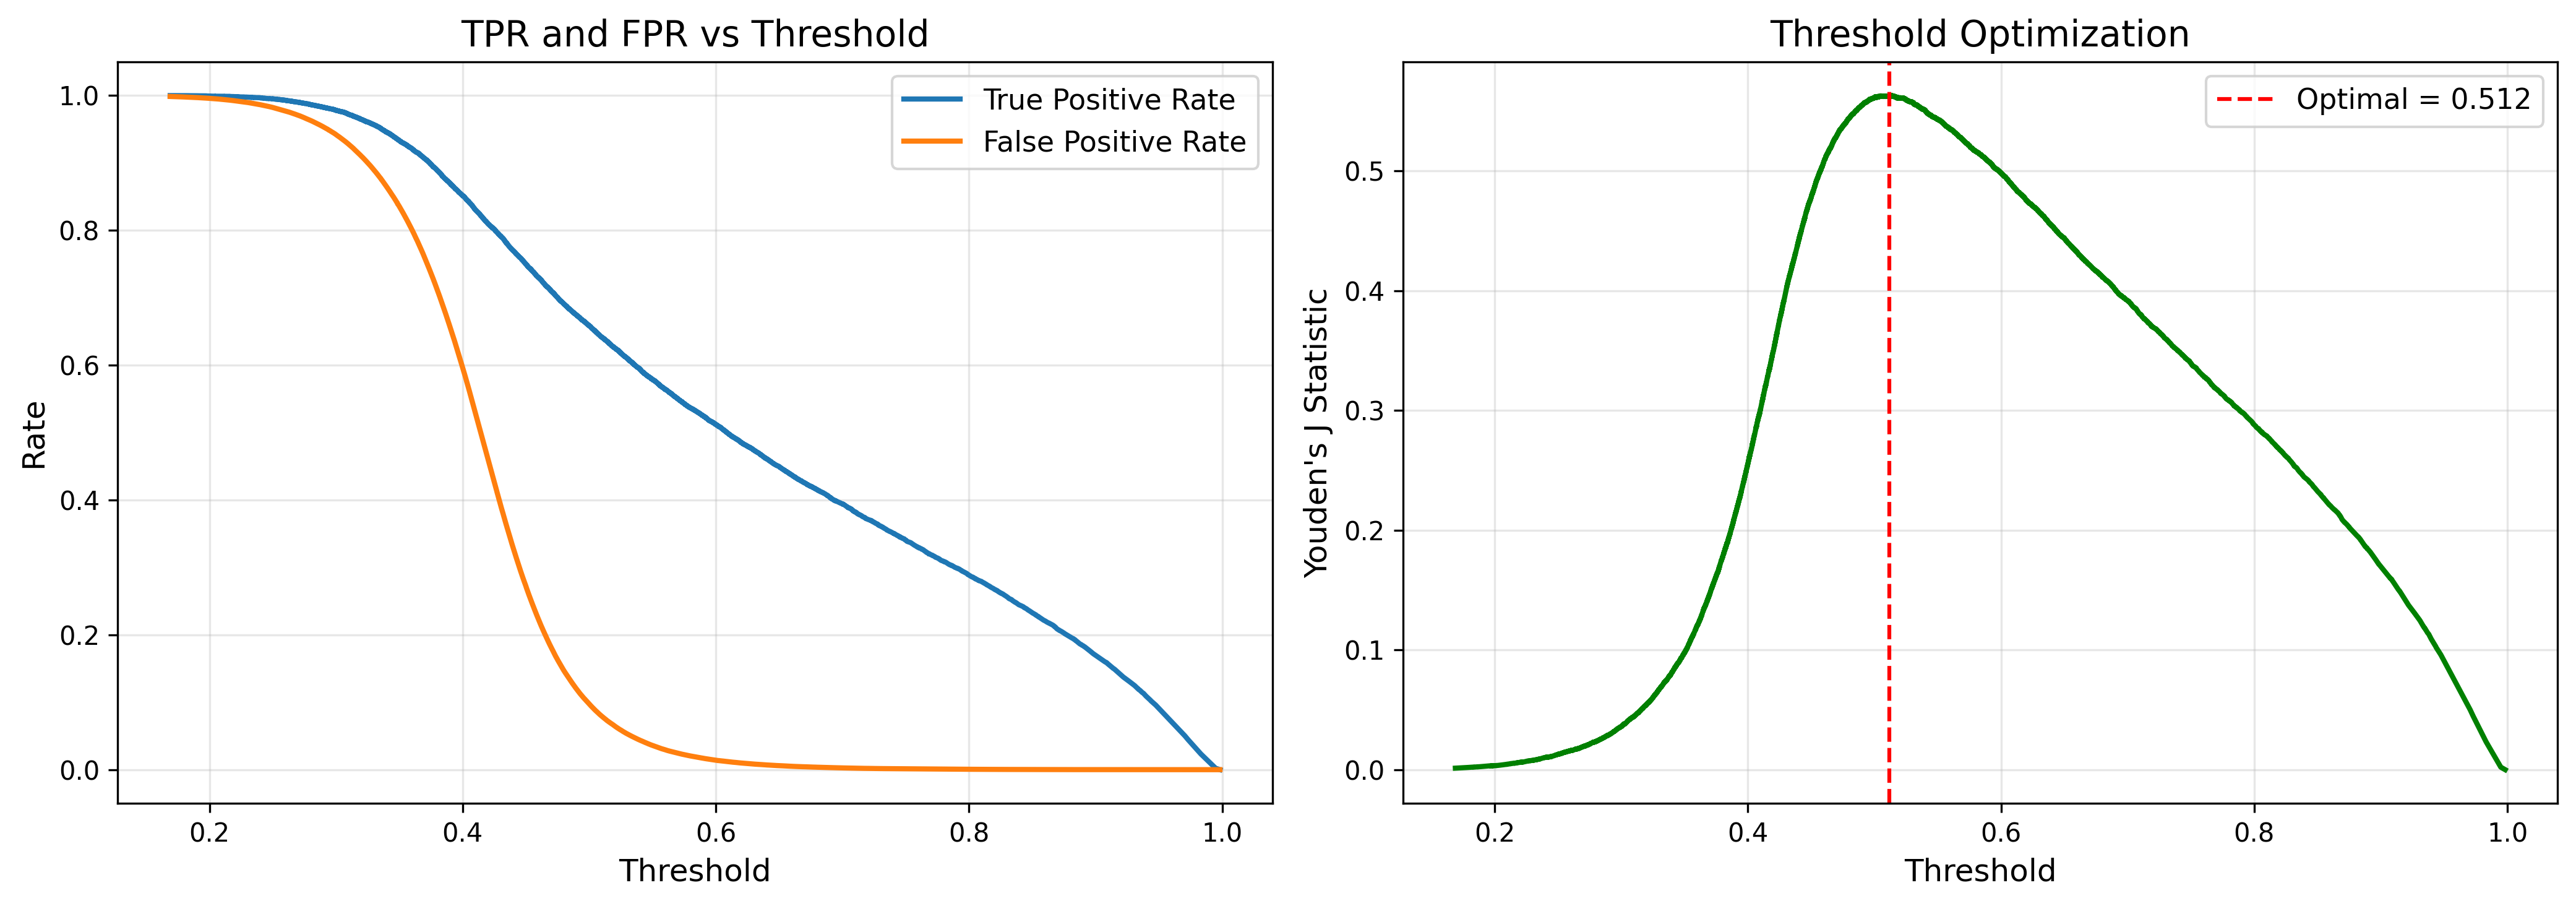 TPR and FPR vs Threshold
True Positive Rate
False Positive Rate
Rate
1.0
0.8
0.6
0.4
0.2
0.0
0.2 0.4 0.6 0.8 1.0
Threshold
Threshold Optimization
Optimal = 0.512
Youden's J Statistic
0.5
0.4
0.3
0.2
0.1
0.0
0.2 0.4 0.6 0.8 1.0
Threshold